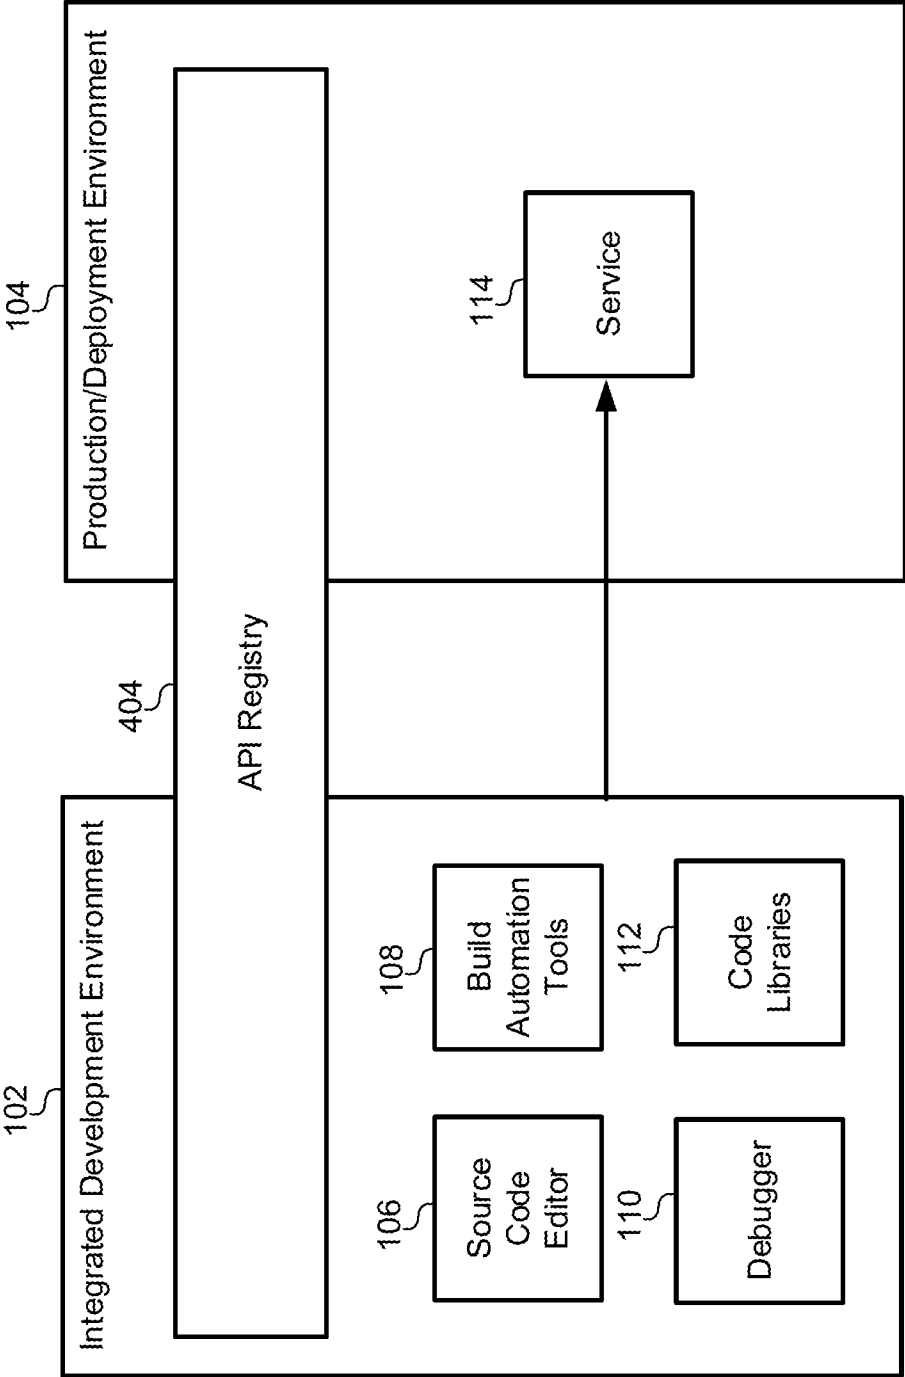 102
Integrated Development Environment
104
Production/Deployment Environment
404
API Registry
106
Source
Code
Editor
108
Build
Automation
Tools
110
Debugger
112
Code
Libraries
114
Service